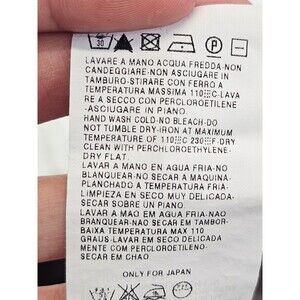 30 P
LAVARE A MANO ACQUA FREDDA-NON
CANDEGGIARE-NON ASCIUGARE IN
TAMBURO-STIRARE CON FERRO A
TEMPERATURA MASSIMA 110 C-LAVA
RE A SECCO CON PERCLOROETILENE
-ASCIUGARE IN PIANO.
HAND WASH COLD-NO BLEACH-DO
NOT TUMBLE DRY-IRON AT MAXIMUM
TEMPERATURE OF 110 C 230 F-DRY
CLEAN WITH PERCHLOROETHYLENE-
DRY FLAT.
LAVAR A MANO EN AGUA FRIA-NO
BLANQUEAR-NO SECAR A MAQUINA-
PLANCHADO A TEMPERATURA MAX
LIMPIEZA EN SECO MUY DELICADA-
SECAR SOBRE UN PIANO.
LAVAR A MÃO EM AGUA FRIA-NAO
BRANQUEAR-NAO SECAR EM TAMBOR-
BAIXA TEMPERATURA MAX 110
GRAUS-LAVAR EM SECO DELICADA
MENTE COM PERCLOROETILENO-
SECAR EM CHAO
ONLY FOR JAPAN